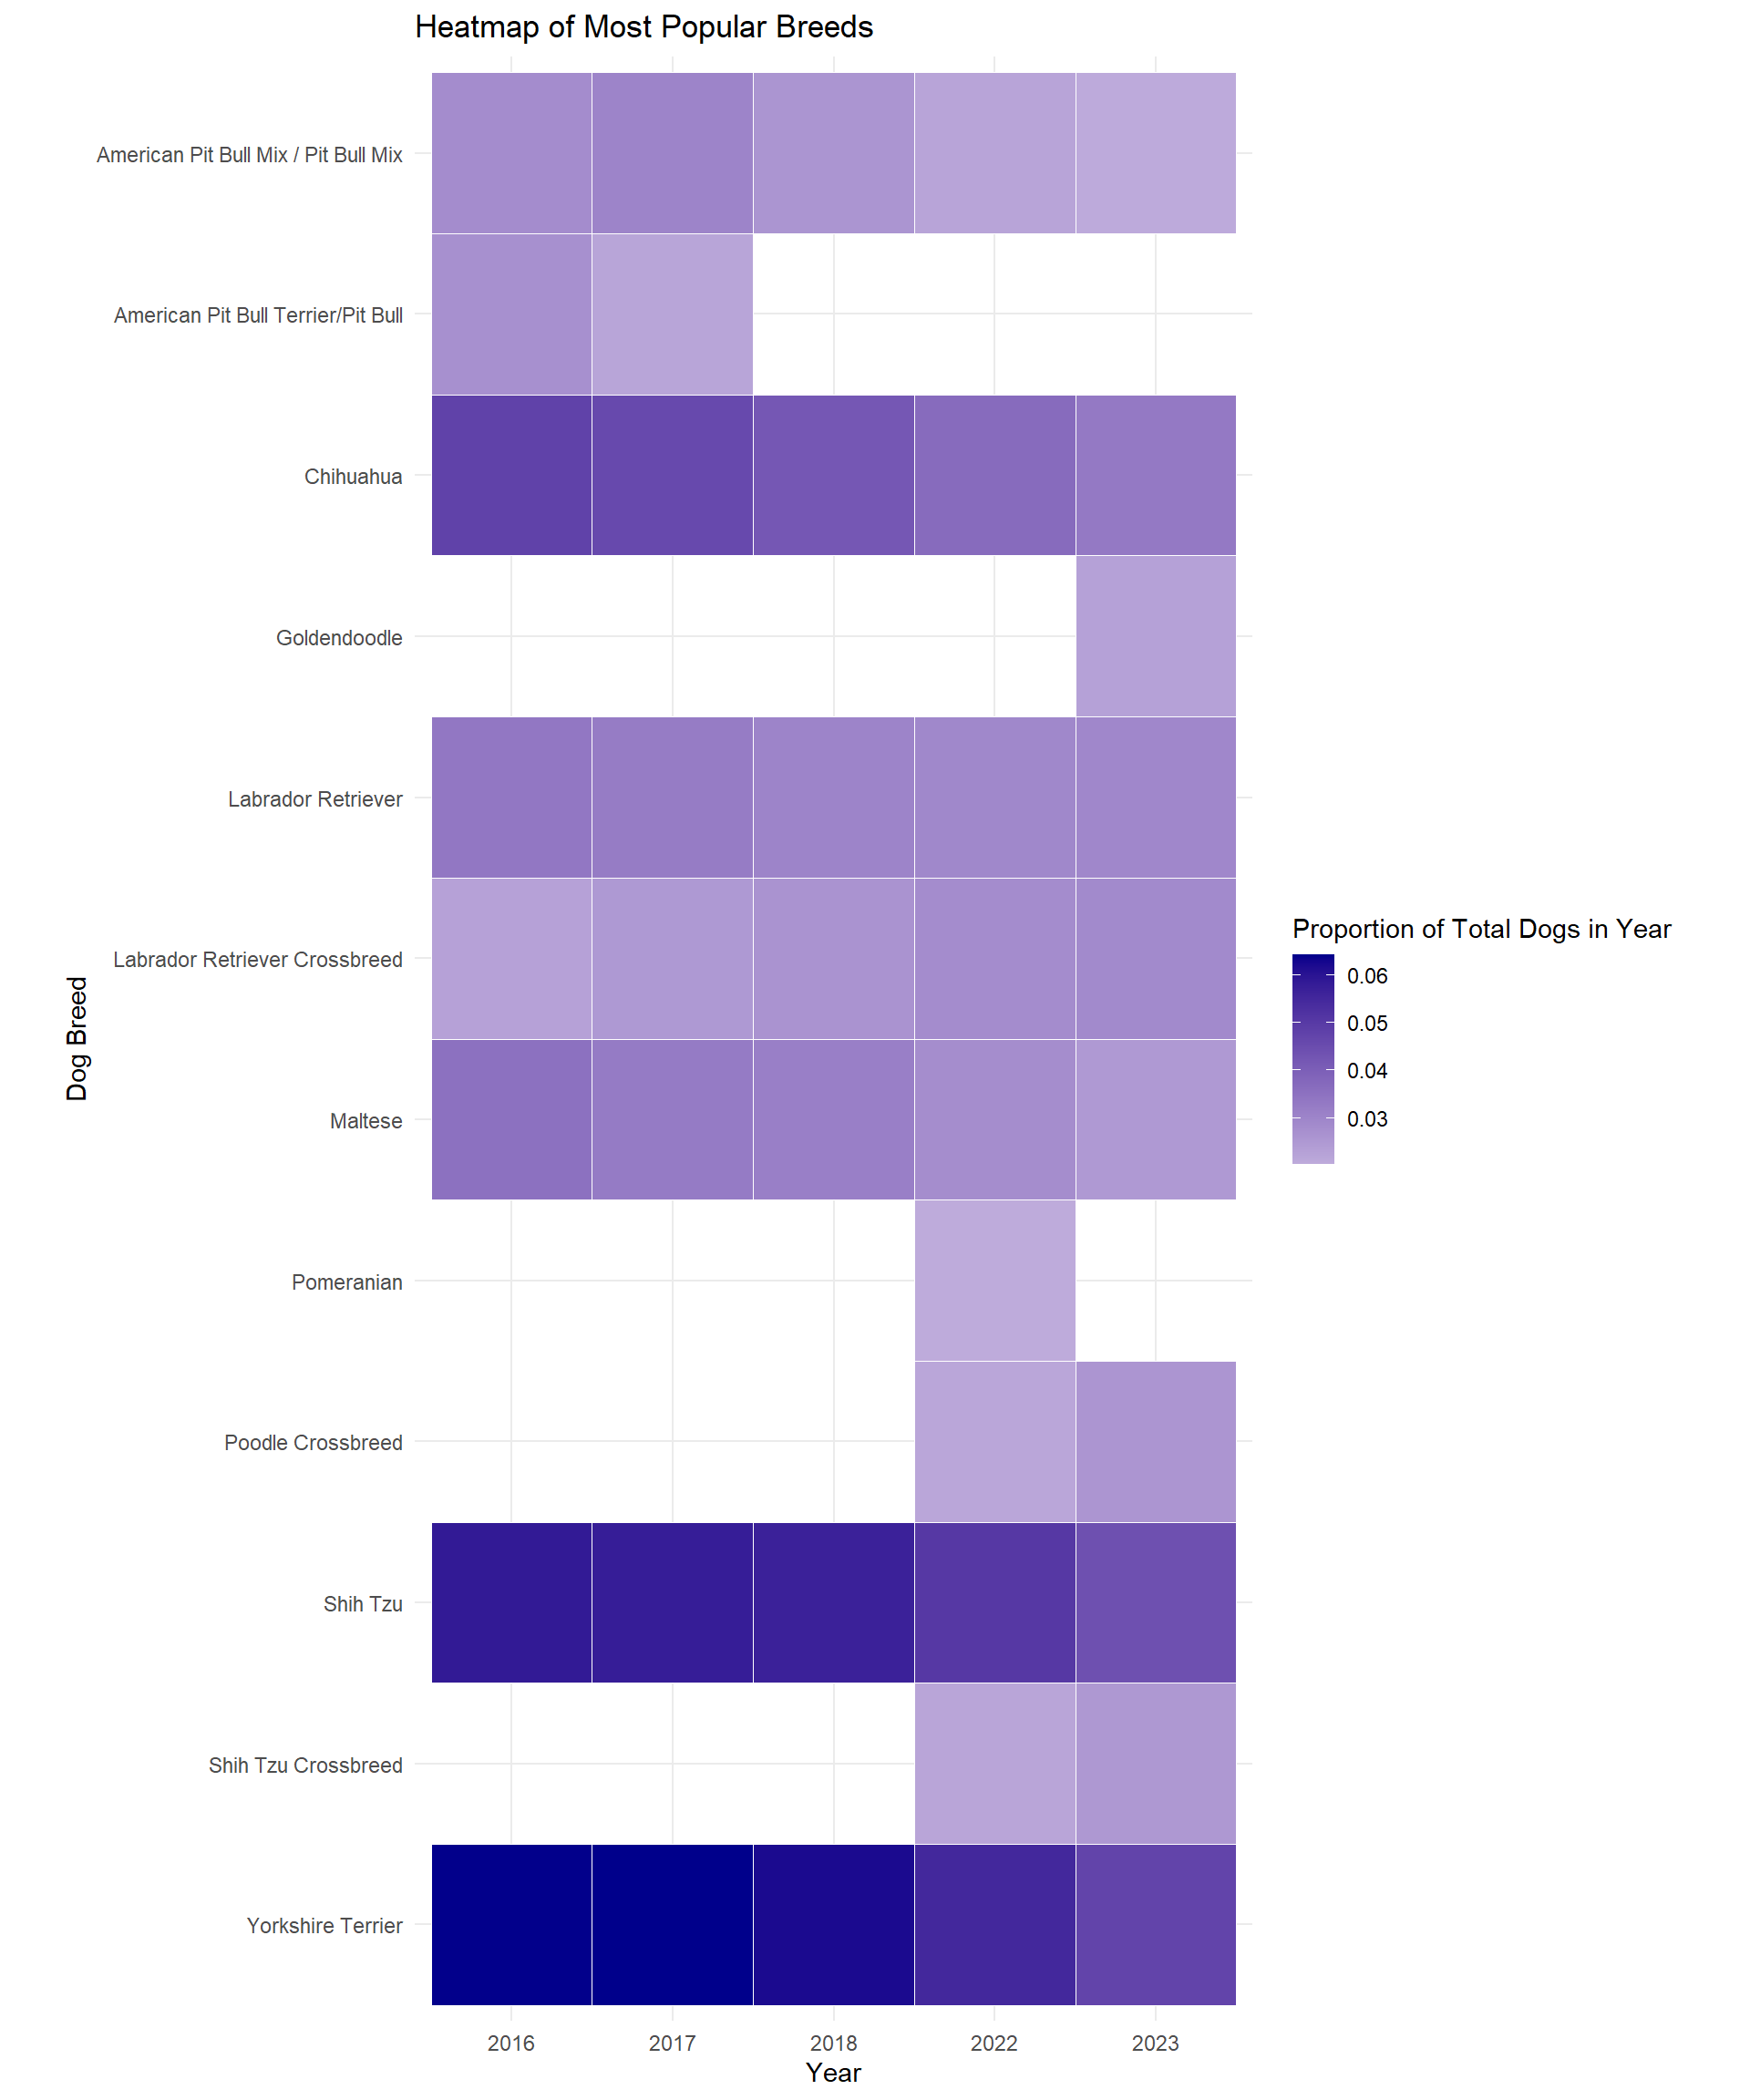 Heatmap of Most Popular Breeds
American Pit Bull Mix / Pit Bull Mix
American Pit Bull Terrier/Pit Bull
Chihuahua
Goldendoodle
Labrador Retriever
Labrador Retriever Crossbreed
Maltese
Pomeranian
Poodle Crossbreed
Shih Tzu
Shih Tzu Crossbreed
Yorkshire Terrier
Dog Breed
2016 2017 2018 2022 2023
Year
Proportion of Total Dogs in Year
0.06
0.05
0.04
0.03